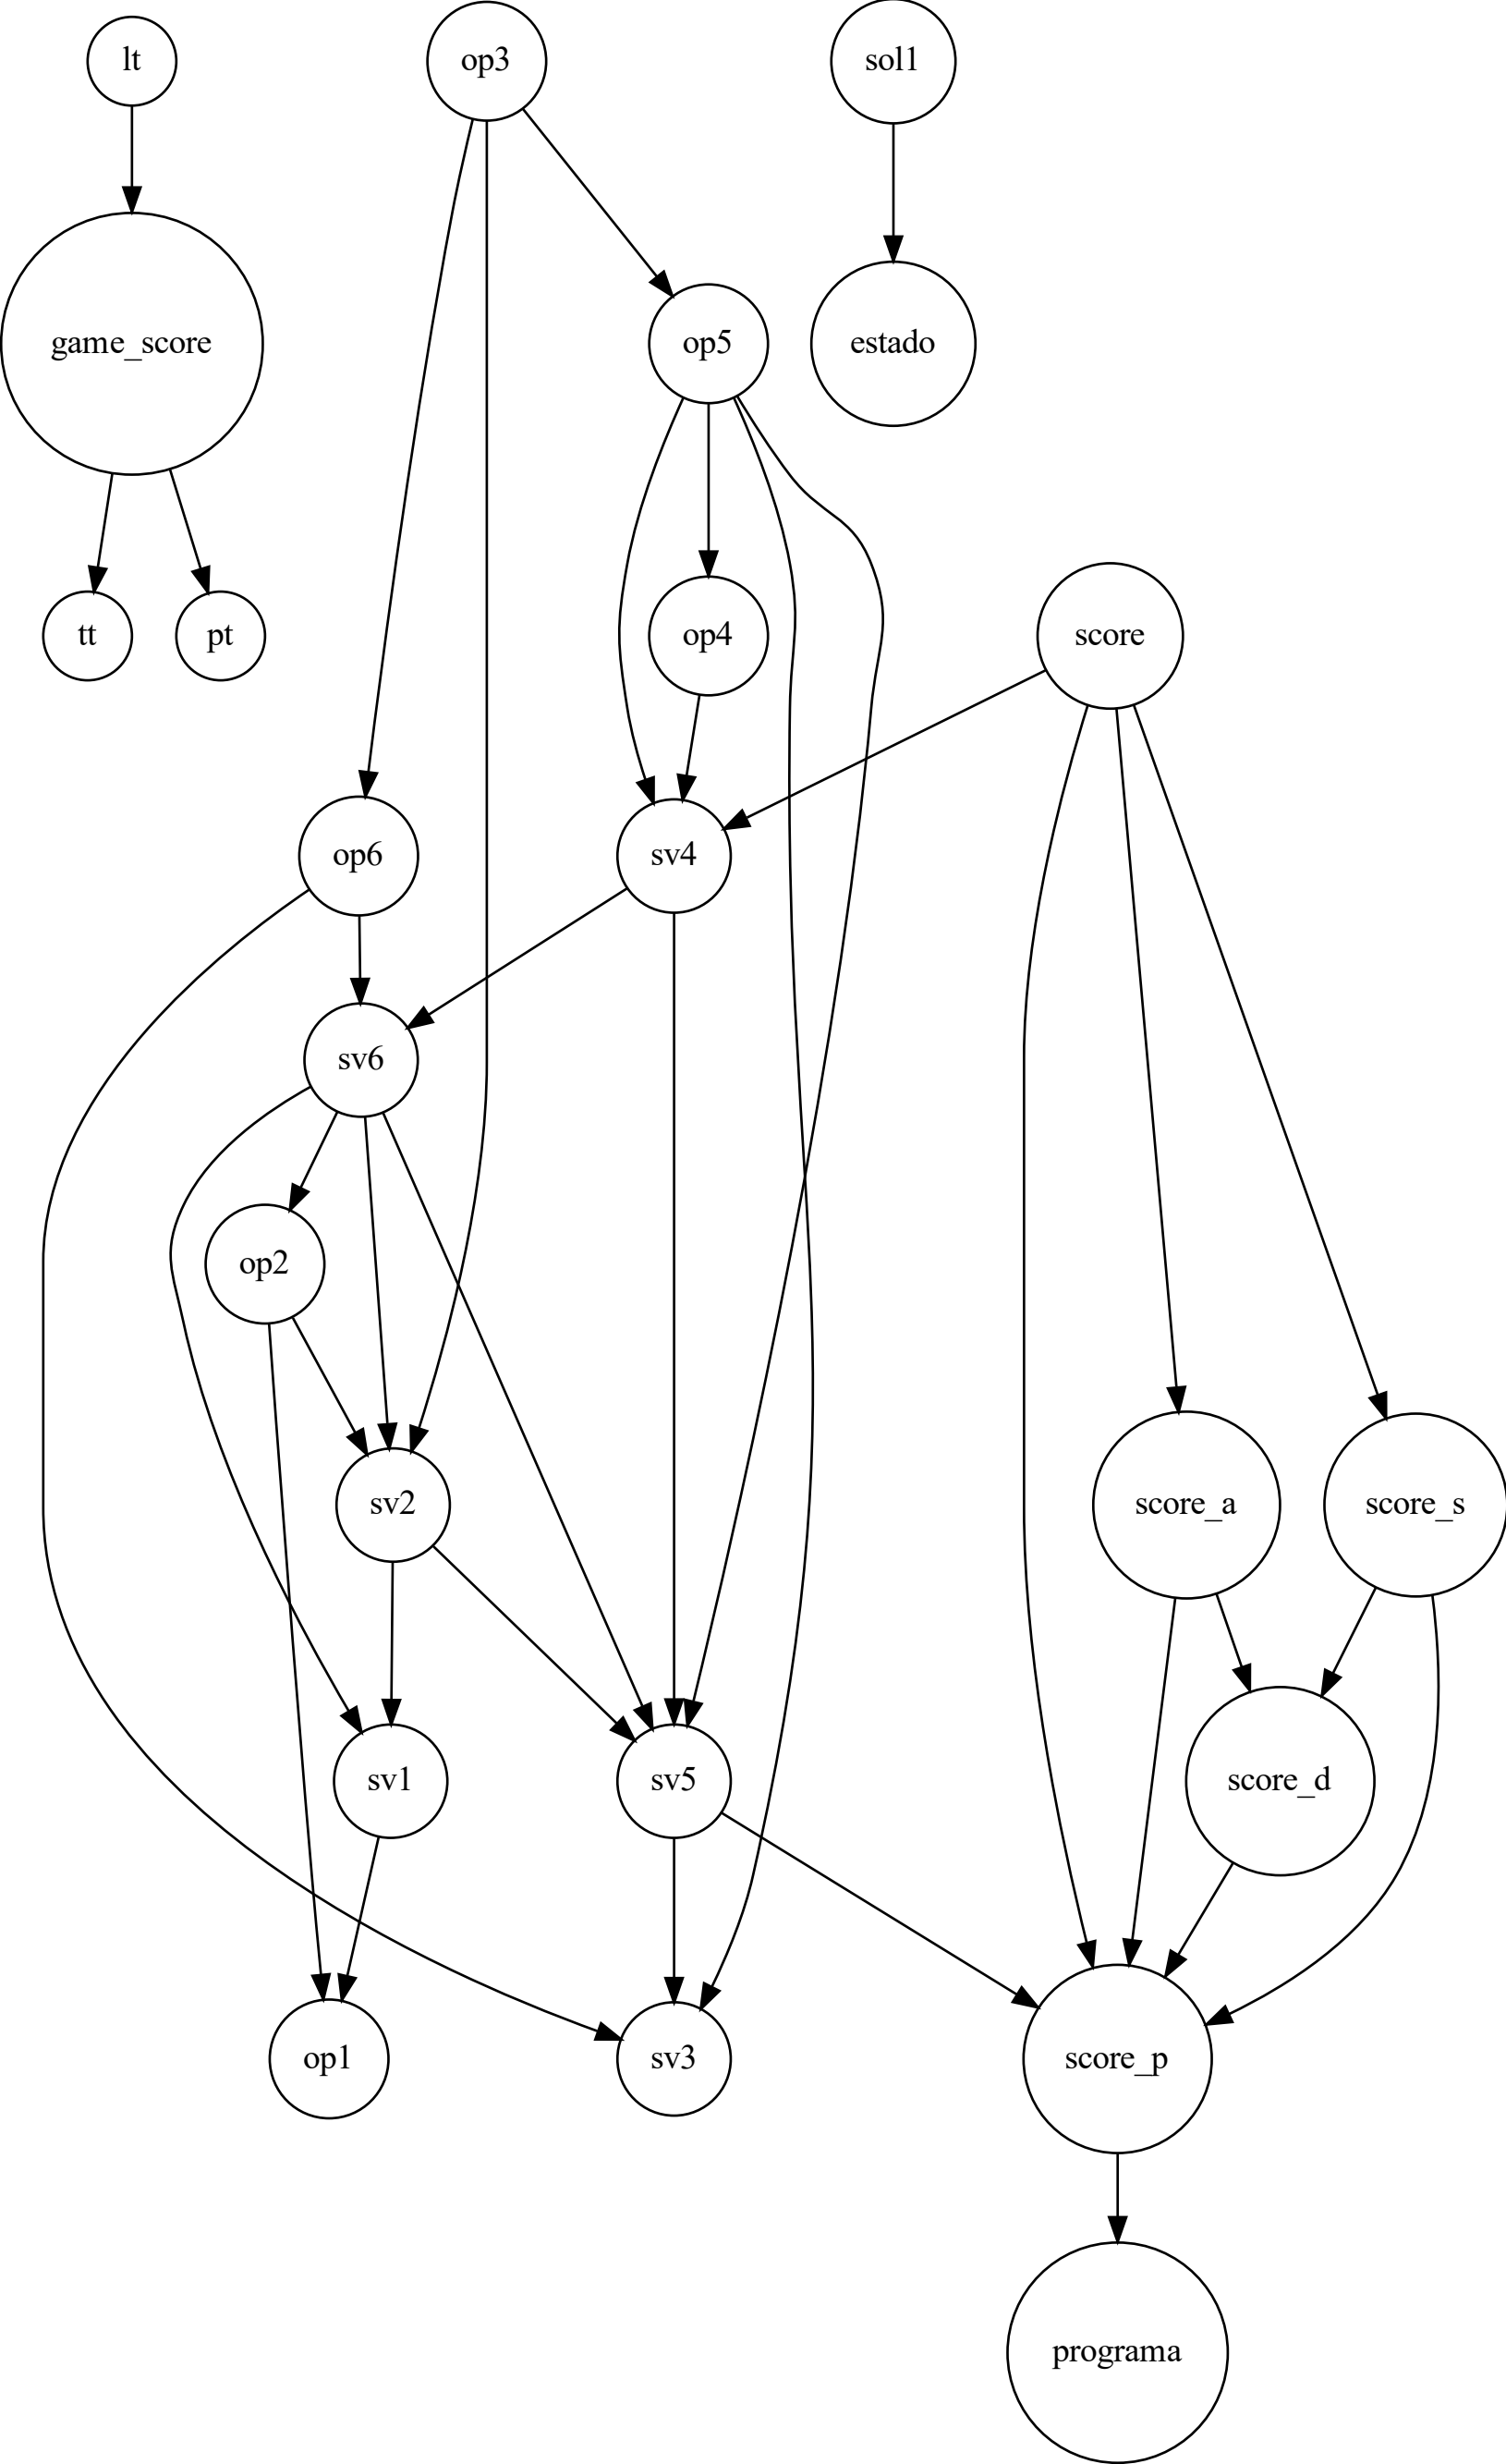 lt
op3
sol1
game_score
op5
estado
tt
pt
op4
score
op6
sv4
sv6
op2
sv2
score_a
score_s
sv1
sv5
score_d
op1
sv3
score_p
programa